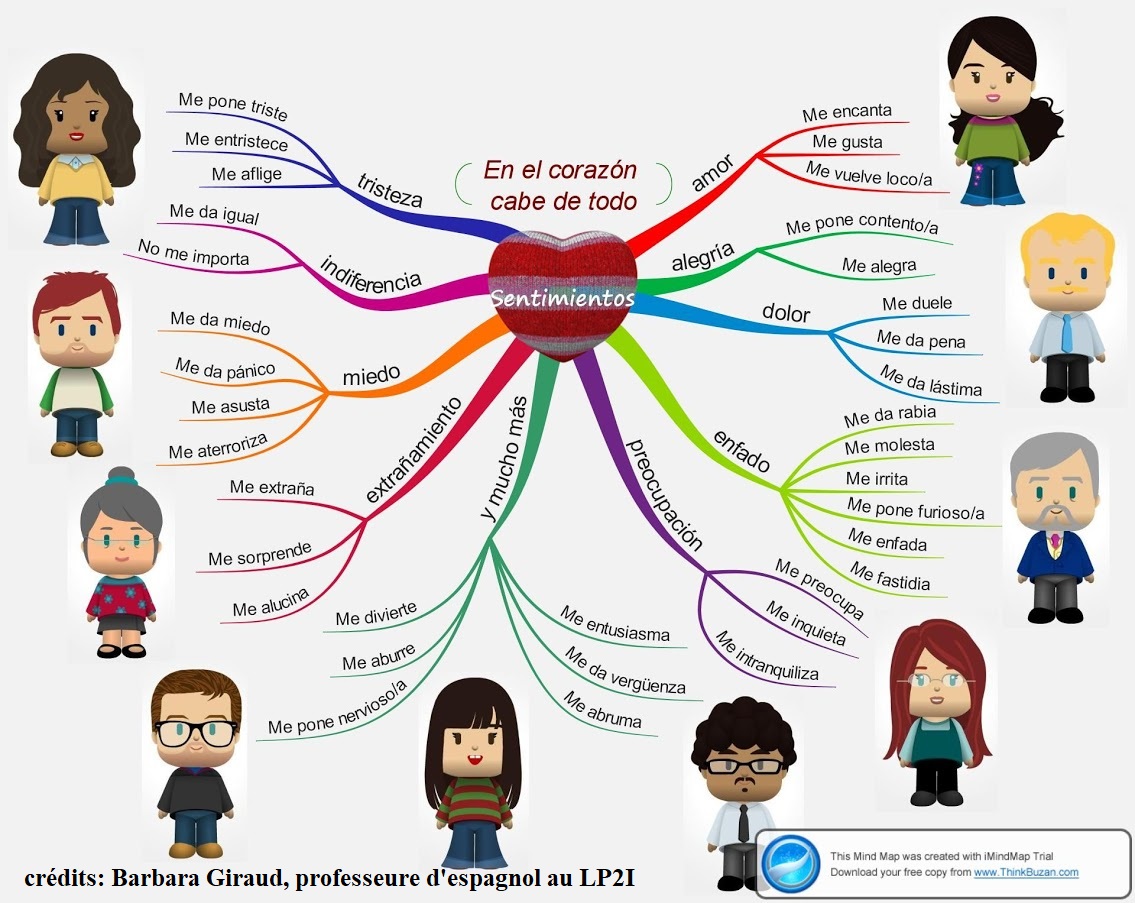 En el corazón
cabe de todo
Sentimientos
amor
Me encanta
Me gusta
Me vuelve loco/a
alegría
Me pone contento/a
Me alegra
dolor
Me duele
Me da pena
Me da lástima
enfado
Me da rabia
Me molesta
Me irrita
Me pone furioso/a
Me enfada
Me fastidia
preocupación
Me preocupa
Me inquieta
Me intranquiliza
y mucho más
Me entusiasma
Me da vergüenza
Me abruma
Me divierte
Me aburre
Me pone nervioso/a
extrañamiento
Me extraña
Me sorprende
Me alucina
miedo
Me da miedo
Me da pánico
Me asusta
Me aterroriza
indiferencia
Me da igual
No me importa
tristeza
Me pone triste
Me entristece
Me aflige
crédits: Barbara Giraud, professeure d'espagnol au LP2I
This Mind Map was created with iMindMap Trial
Download your free copy from www.ThinkBuzan.com